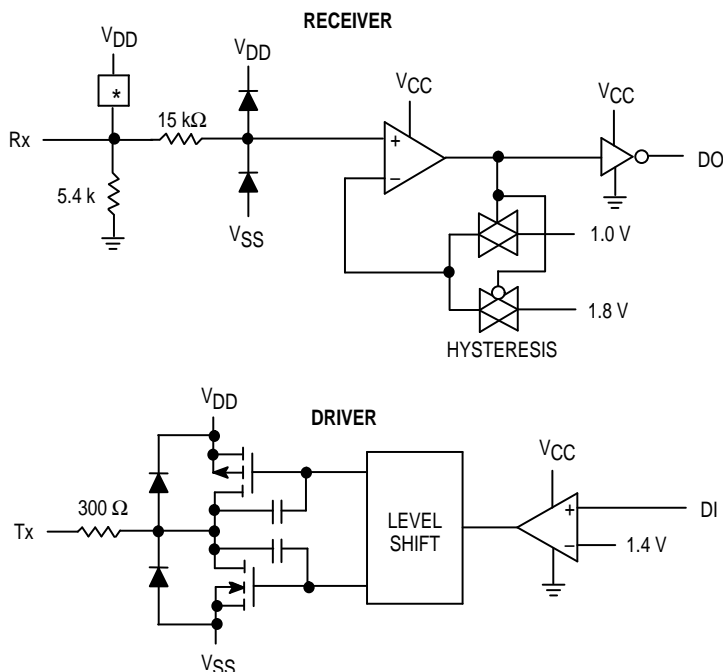 RECEIVER
VDD
*
Rx
15 kΩ
5.4 k
VDD
VSS
VCC
+
−
VCC
DO
1.0 V
1.8 V
HYSTERESIS
DRIVER
VDD
Tx
300 Ω
VSS
LEVEL
SHIFT
VCC
+
−
DI
1.4 V